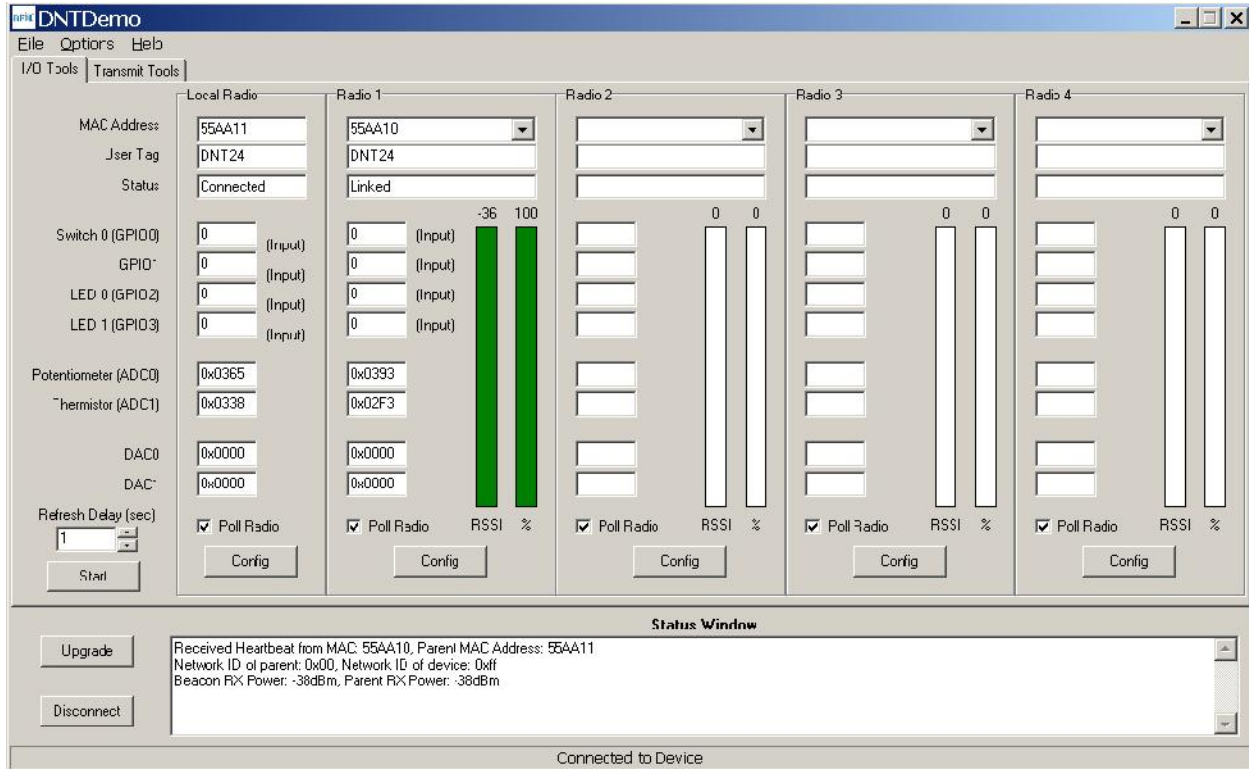 DNTDemo
File Options Help
I/O Tools Transmit Tools
Local Radio Radio 1 Radio 2 Radio 3 Radio 4
MAC Address 55AA11 55AA10
User Tag DNT24 DNT24
Status Connected Linked
-36 100 0 0 0 0 0 0
Switch 0 (GPIO0) 0 (Input) 0 (Input)
GPIO1 0 (Input) 0 (Input)
LED 0 (GPIO2) 0 (Input) 0 (Input)
LED 1 (GPIO3) 0 (Input) 0 (Input)
Potentiometer (ADC0) 0x0365 0x0393
Thermistor (ADC1) 0x0338 0x02F3
DAC0 0x0000 0x0000
DAC1 0x0000 0x0000
Refresh Delay (sec)
1 Poll Radio Poll Radio RSSI % Poll Radio RSSI % Poll Radio RSSI % Poll Radio RSSI %
Start Config Config Config Config Config
Status Window
Upgrade
Received Heartbeat from MAC: 55AA10, Parent MAC Address: 55AA11
Network ID of parent: 0x00, Network ID of device: 0xff
Beacon RX Power: -38dBm, Parent RX Power: -38dBm
Disconnect
Connected to Device